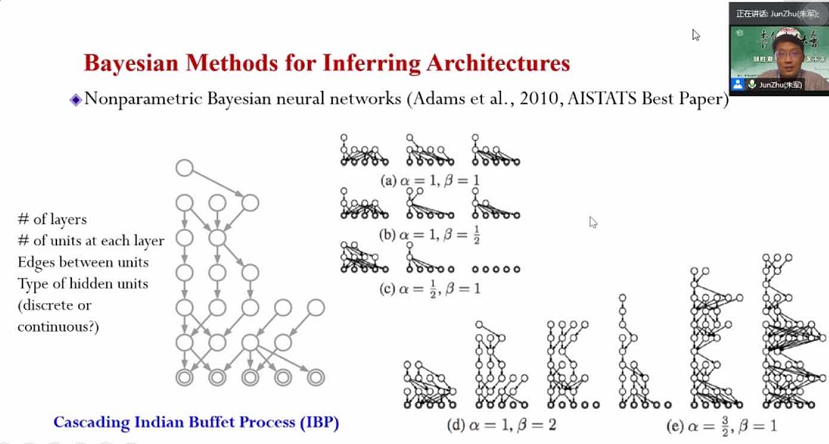 正在讲话: JunZhu(朱军);
Bayesian Methods for Inferring Architectures
JunZhu(朱军)
Nonparametric Bayesian neural networks (Adams et al., 2010, AISTATS Best Paper)
(a) α = 1, β = 1
(b) α = 1, β = 1/2
(c) α = 1/2, β = 1
# of layers
# of units at each layer
Edges between units
Type of hidden units
(discrete or
continuous?)
Cascading Indian Buffet Process (IBP)
(d) α = 1, β = 2
(e) α = 3/2, β = 1